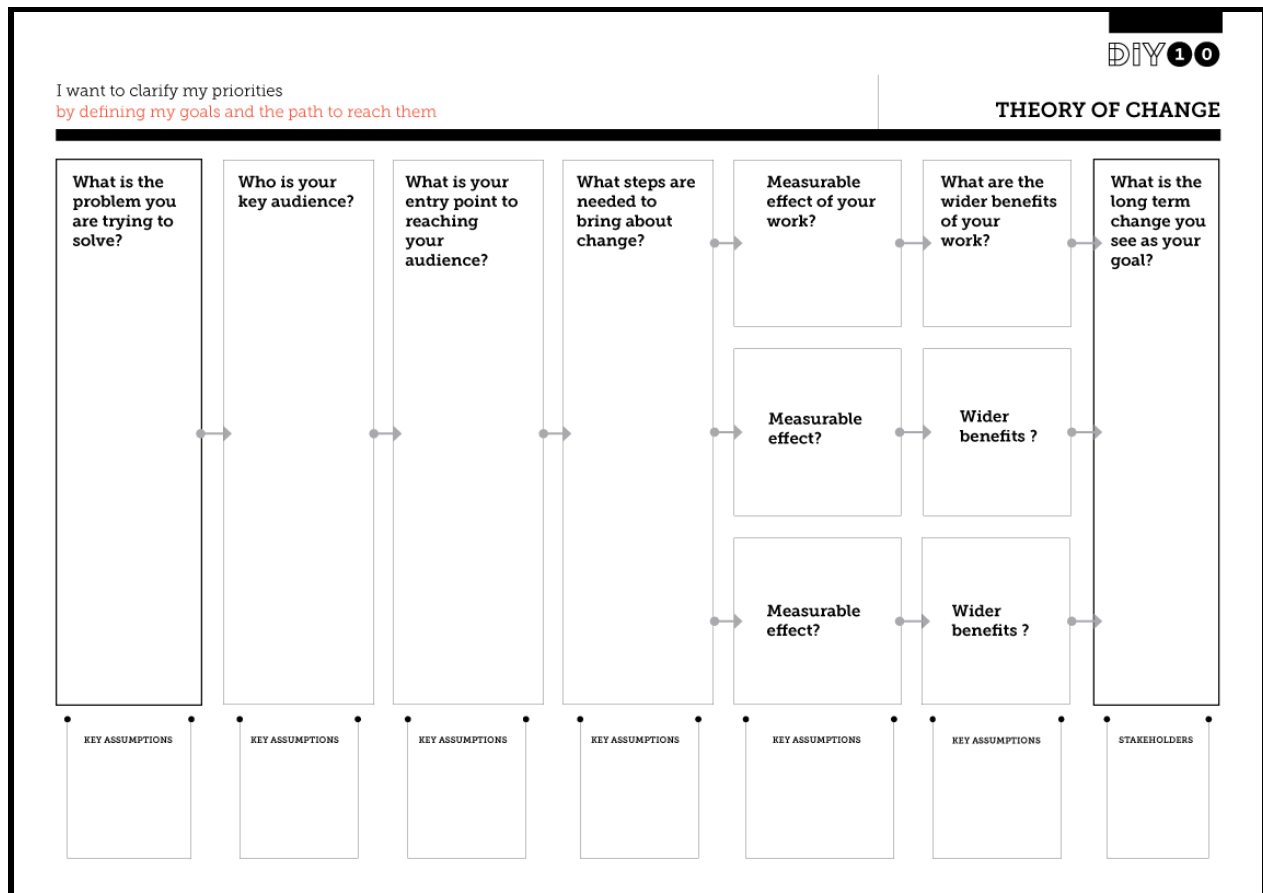 DIY 10
I want to clarify my priorities
by defining my goals and the path to reach them
THEORY OF CHANGE
What is the
problem you
are trying to
solve?
Who is your
key audience?
What is your
entry point to
reaching
your
audience?
What steps are
needed to
bring about
change?
Measurable
effect of your
work?
What are the
wider benefits
of your
work?
What is the
long term
change you
see as your
goal?
Measurable
effect?
Wider
benefits ?
Measurable
effect?
Wider
benefits ?
KEY ASSUMPTIONS
KEY ASSUMPTIONS
KEY ASSUMPTIONS
KEY ASSUMPTIONS
KEY ASSUMPTIONS
KEY ASSUMPTIONS
STAKEHOLDERS